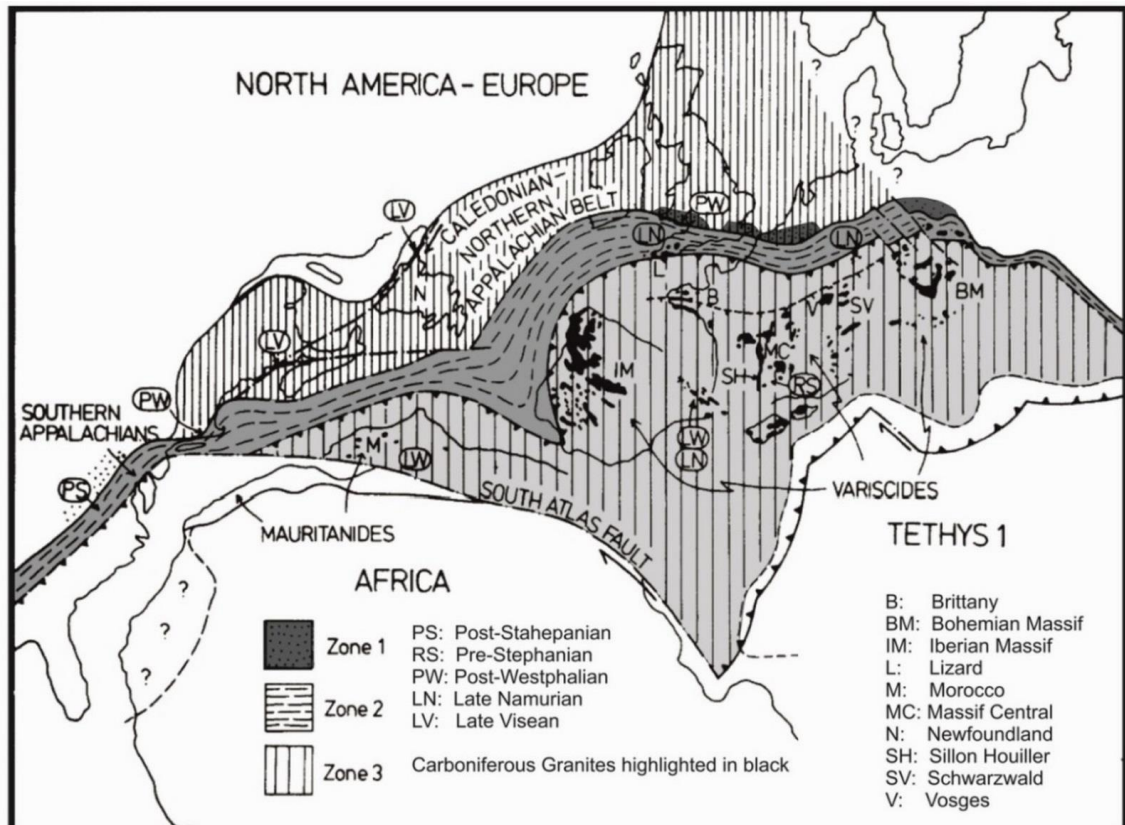 NORTH AMERICA - EUROPE
LV
CALEDONIAN-
NORTHERN
APPALACHIAN BELT
PW
LN
LN
N
L
B
V
SV
BM
LV
IM
SH
MC
RS
PW
SOUTHERN
APPALACHIANS
M
LW
LW
LN
PS
SOUTH ATLAS FAULT
VARISCIDES
MAURITANIDES
TETHYS 1
AFRICA
?
?
?
?
?
?
Zone 1
Zone 2
Zone 3
PS: Post-Stahepanian
RS: Pre-Stephanian
PW: Post-Westphalian
LN: Late Namurian
LV: Late Visean
Carboniferous Granites highlighted in black
B: Brittany
BM: Bohemian Massif
IM: Iberian Massif
L: Lizard
M: Morocco
MC: Massif Central
N: Newfoundland
SH: Sillon Houiller
SV: Schwarzwald
V: Vosges